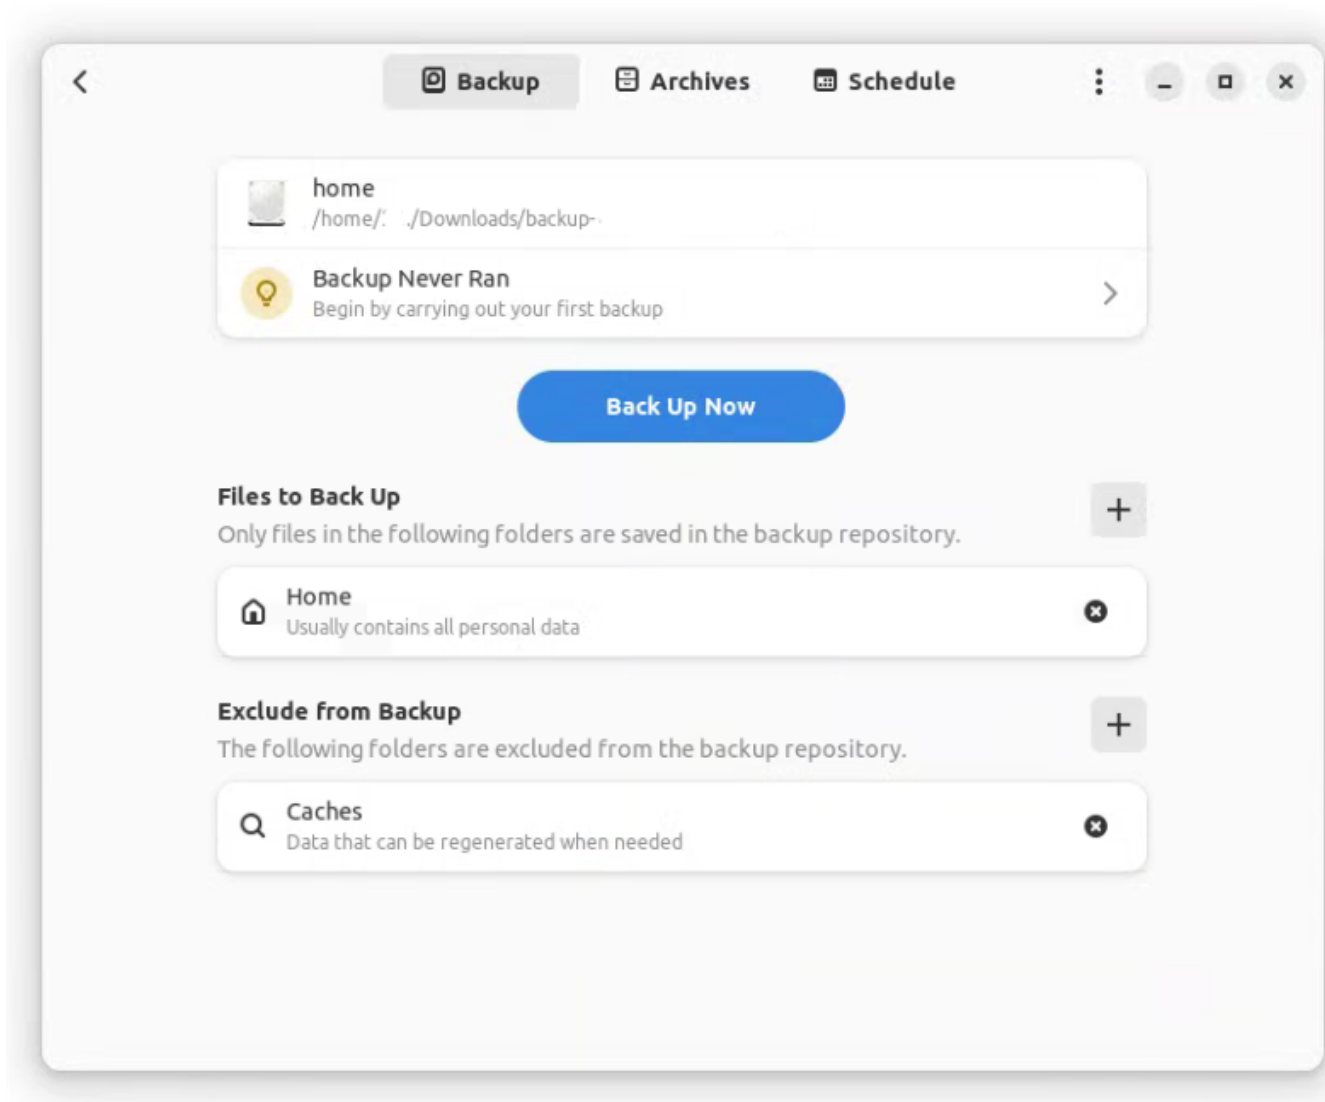 Backup
Archives
Schedule
home
/home/ ./Downloads/backup-
Backup Never Ran
Begin by carrying out your first backup
Back Up Now
Files to Back Up
Only files in the following folders are saved in the backup repository.
Home
Usually contains all personal data
Exclude from Backup
The following folders are excluded from the backup repository.
Caches
Data that can be regenerated when needed